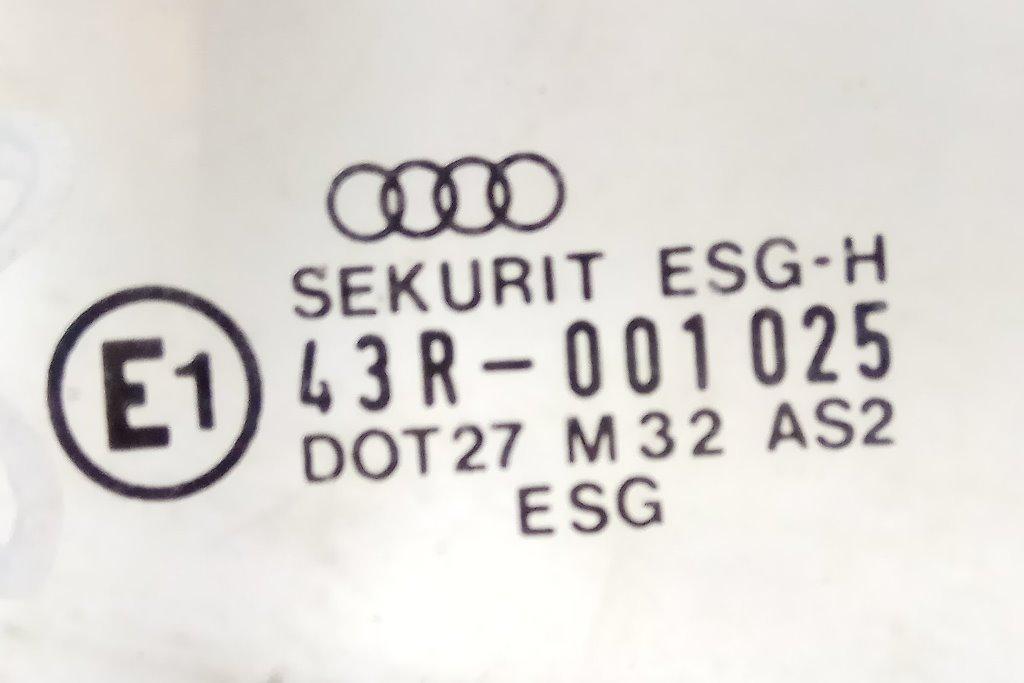 SEKURIT ESG-H
E1
43R-001025
DOT27 M32 AS2
ESG